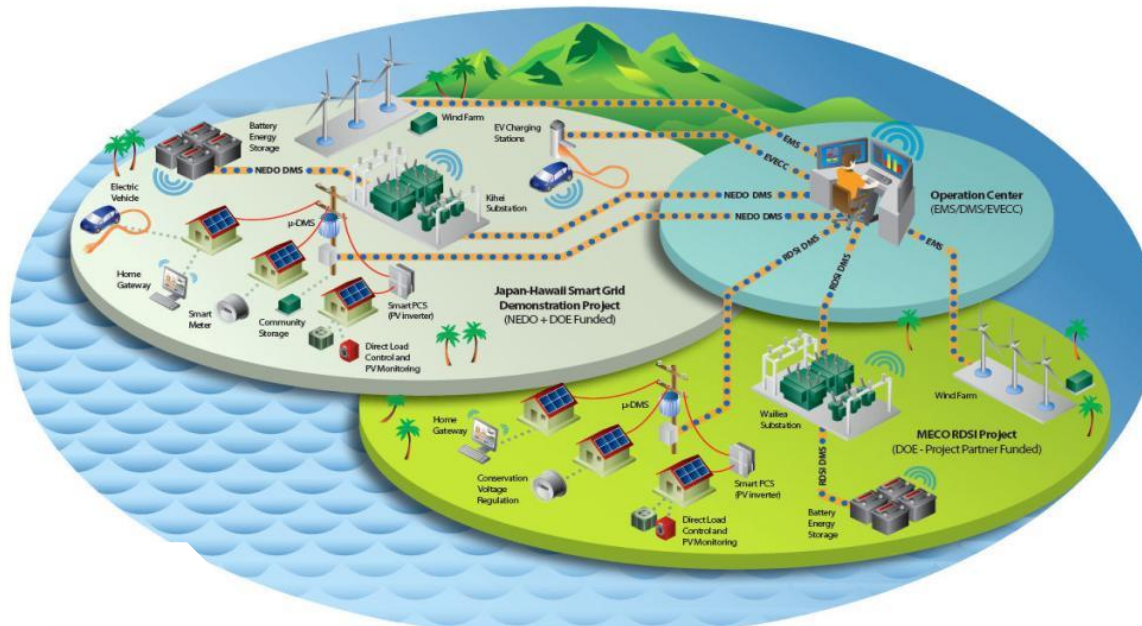 Wind Farm
Battery
Energy
Storage
EV Charging
Stations
EMS
EVECC
NEDO DMS
Electric
Vehicle
Kihei
Substation
NEDO DMS
NEDO DMS
Operation Center
(EMS/DMS/EVECC)
μ-DMS
RDSI DMS
RDSI DMS
EMS
Home
Gateway
Smart
Meter
Community
Storage
Smart PCS
(PV inverter)
Japan-Hawaii Smart Grid
Demonstration Project
(NEDO + DOE Funded)
Direct Load
Control and
PV Monitoring
Home
Gateway
μ-DMS
Wailea
Substation
Wind Farm
MECO RDSI Project
(DOE - Project Partner Funded)
Conservation
Voltage
Regulation
Smart PCS
(PV inverter)
RDSI DMS
Direct Load
Control and
PV Monitoring
Battery
Energy
Storage